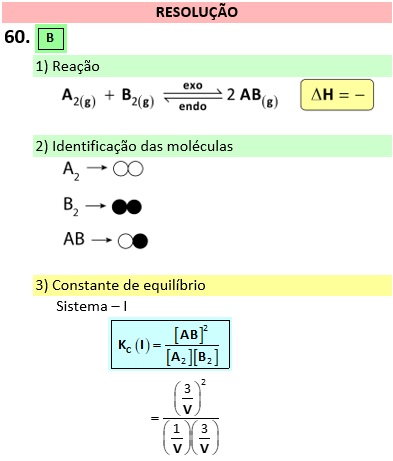 RESOLUÇÃO
60. B
1) Reação
A₂(g) + B₂(g) exo ⇌ endo 2 AB(g) ΔH = −
2) Identificação das moléculas
A₂ → ○○
B₂ → ●●
AB → ○●
3) Constante de equilíbrio
Sistema – I
K_C (I) = [AB]² / [A₂][B₂]
= (3/V)² / (1/V)(3/V)